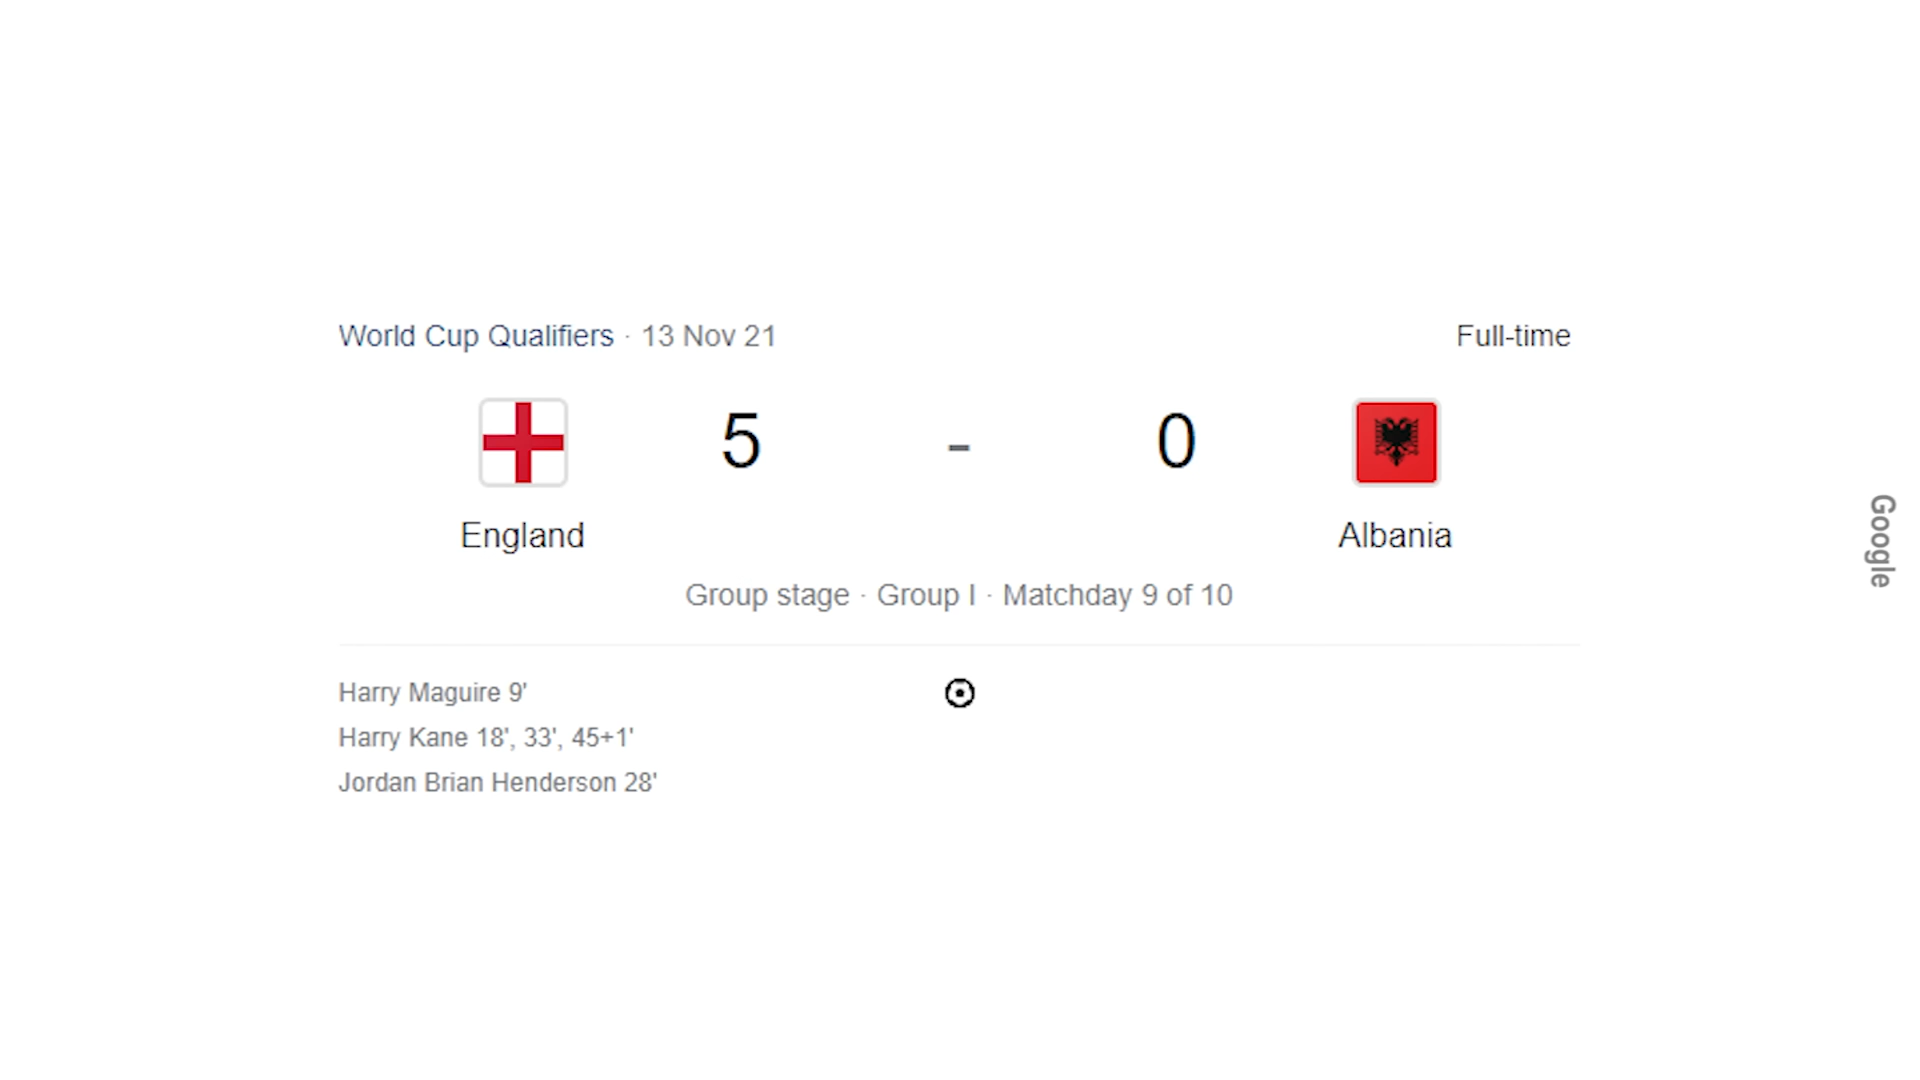 World Cup Qualifiers · 13 Nov 21
Full-time
5 - 0
England
Albania
Group stage · Group I · Matchday 9 of 10
Harry Maguire 9'
Harry Kane 18', 33', 45+1'
Jordan Brian Henderson 28'
Google